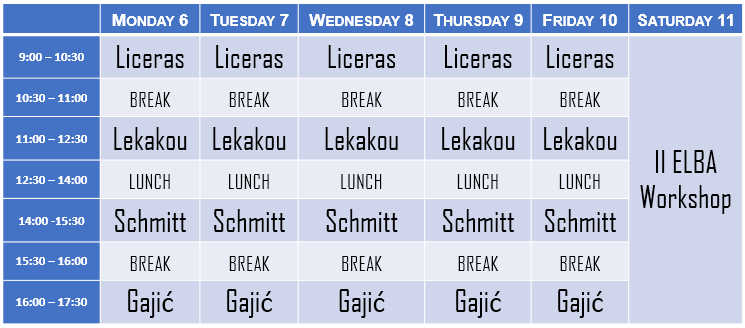 MONDAY 6 TUESDAY 7 WEDNESDAY 8 THURSDAY 9 FRIDAY 10 SATURDAY 11
9:00 – 10:30 Liceras Liceras Liceras Liceras Liceras
10:30 – 11:00 BREAK BREAK BREAK BREAK BREAK
11:00 – 12:30 Lekakou Lekakou Lekakou Lekakou Lekakou
12:30 – 14:00 LUNCH LUNCH LUNCH LUNCH LUNCH
14:00 -15:30 Schmitt Schmitt Schmitt Schmitt Schmitt
15:30 – 16:00 BREAK BREAK BREAK BREAK BREAK
16:00 – 17:30 Gajić Gajić Gajić Gajić Gajić
II ELBA
Workshop